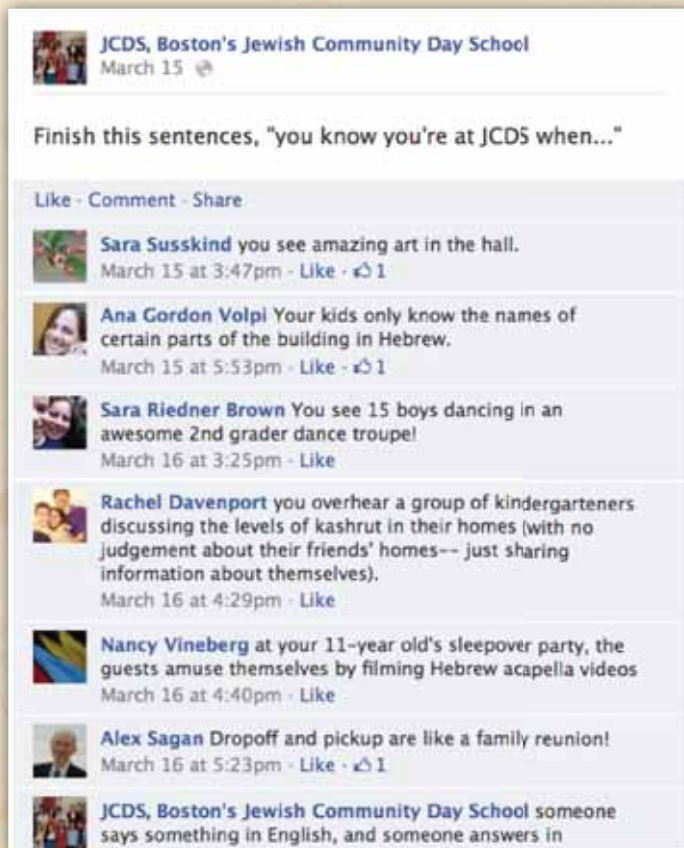 JCDS, Boston's Jewish Community Day School
March 15
Finish this sentences, "you know you're at JCDS when..."
Like · Comment · Share
Sara Susskind you see amazing art in the hall.
March 15 at 3:47pm · Like · 1
Ana Gordon Volpi Your kids only know the names of
certain parts of the building in Hebrew.
March 15 at 5:53pm · Like · 1
Sara Riedner Brown You see 15 boys dancing in an
awesome 2nd grader dance troupe!
March 16 at 3:25pm · Like
Rachel Davenport you overhear a group of kindergarteners
discussing the levels of kashrut in their homes (with no
judgement about their friends' homes-- just sharing
information about themselves).
March 16 at 4:29pm · Like
Nancy Vineberg at your 11-year old's sleepover party, the
guests amuse themselves by filming Hebrew acapella videos
March 16 at 4:40pm · Like
Alex Sagan Dropoff and pickup are like a family reunion!
March 16 at 5:23pm · Like · 1
JCDS, Boston's Jewish Community Day School someone
says something in English, and someone answers in